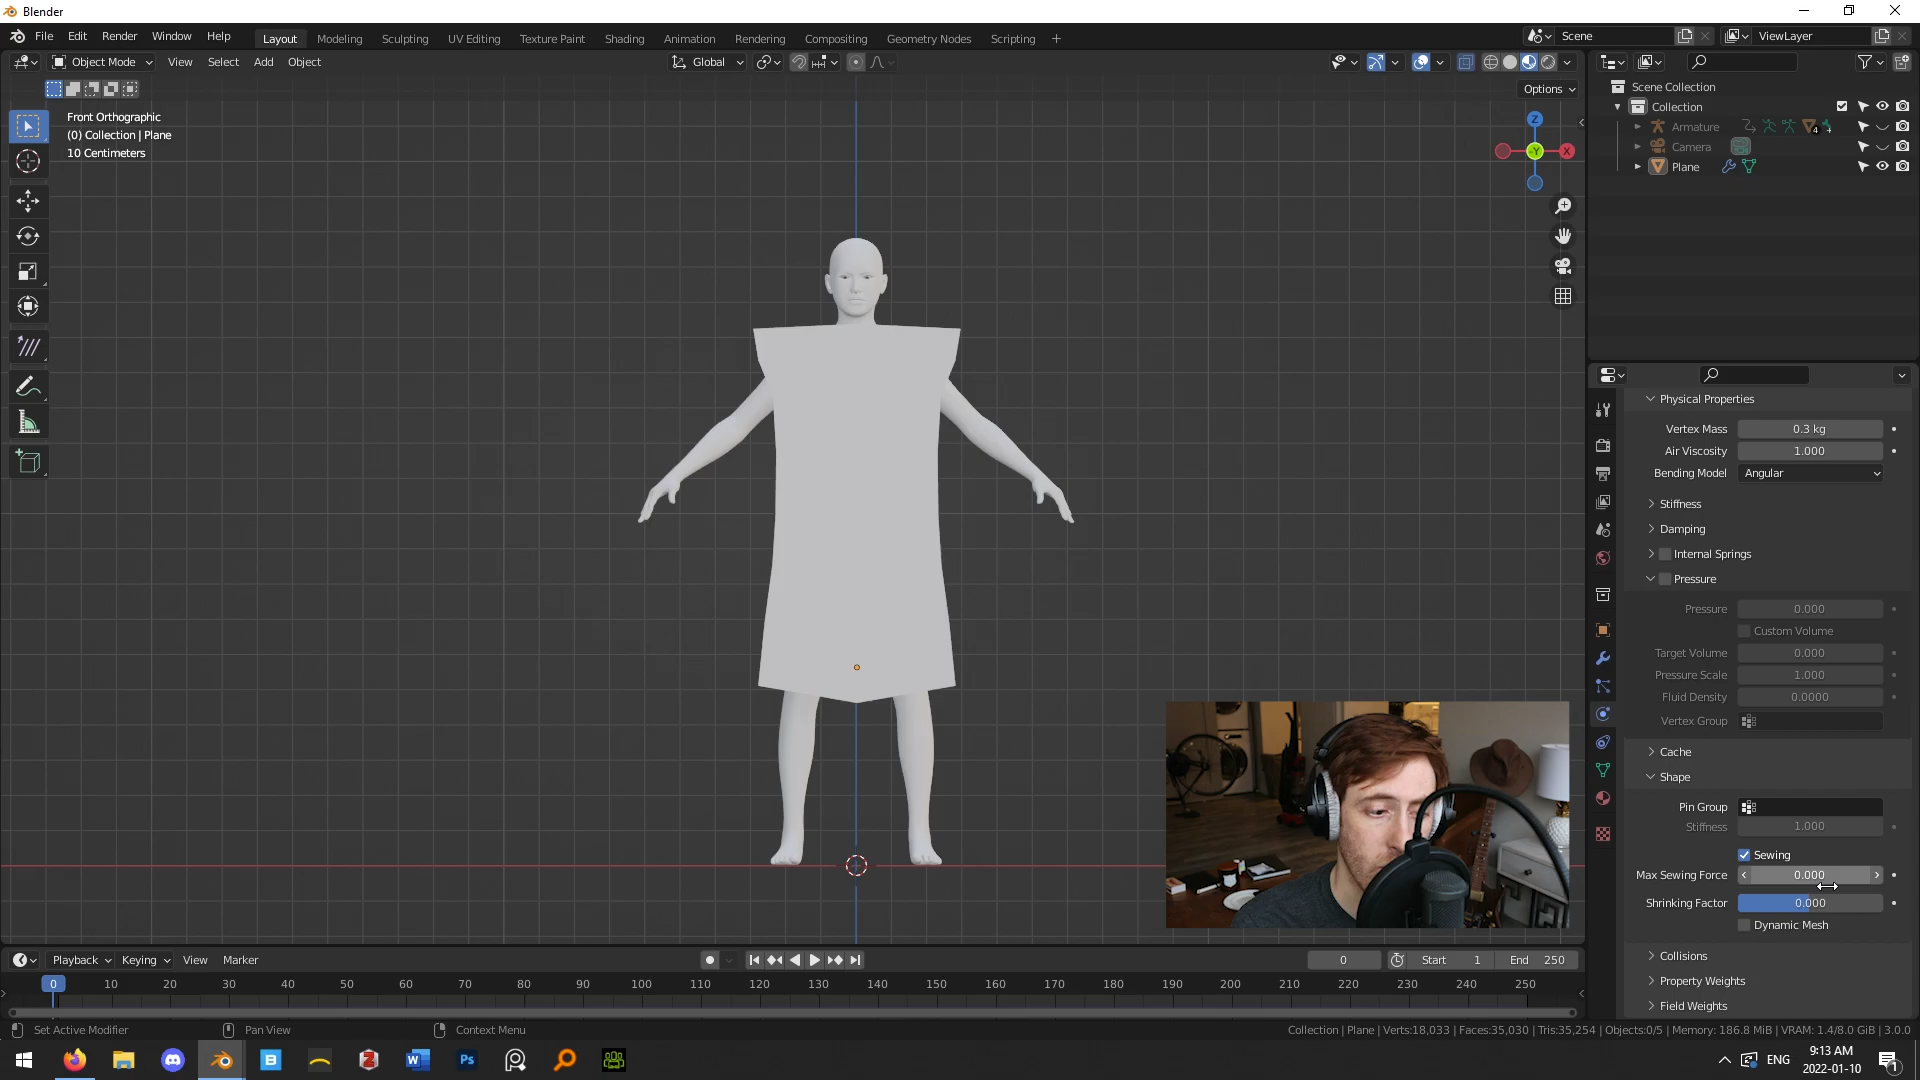 Blender
File Edit Render Window Help Layout Modeling Sculpting UV Editing Texture Paint Shading Animation Rendering Compositing Geometry Nodes Scripting + Scene ViewLayer
Object Mode View Select Add Object Global
Options
Front Orthographic
(0) Collection | Plane
10 Centimeters
Z
-Y
X
Scene Collection
Collection
Armature 4
Camera
Plane
Physical Properties
Vertex Mass 0.3 kg
Air Viscosity 1.000
Bending Model Angular
Stiffness
Damping
Internal Springs
Pressure
Pressure 0.000
Custom Volume
Target Volume 0.000
Pressure Scale 1.000
Fluid Density 0.0000
Vertex Group
Cache
Shape
Pin Group
Stiffness 1.000
Sewing
Max Sewing Force 0.000
Shrinking Factor 0.000
Dynamic Mesh
Collisions
Property Weights
Field Weights
Playback Keying View Marker 0 Start 1 End 250
0 10 20 30 40 50 60 70 80 90 100 110 120 130 140 150 160 170 180 190 200 210 220 230 240 250
Set Active Modifier Pan View Context Menu Collection | Plane | Verts:18,033 | Faces:35,030 | Tris:35,254 | Objects:0/5 | Memory: 186.8 MiB | VRAM: 1.4/8.0 GiB | 3.0.0
ENG
9:13 AM
2022-01-10
1